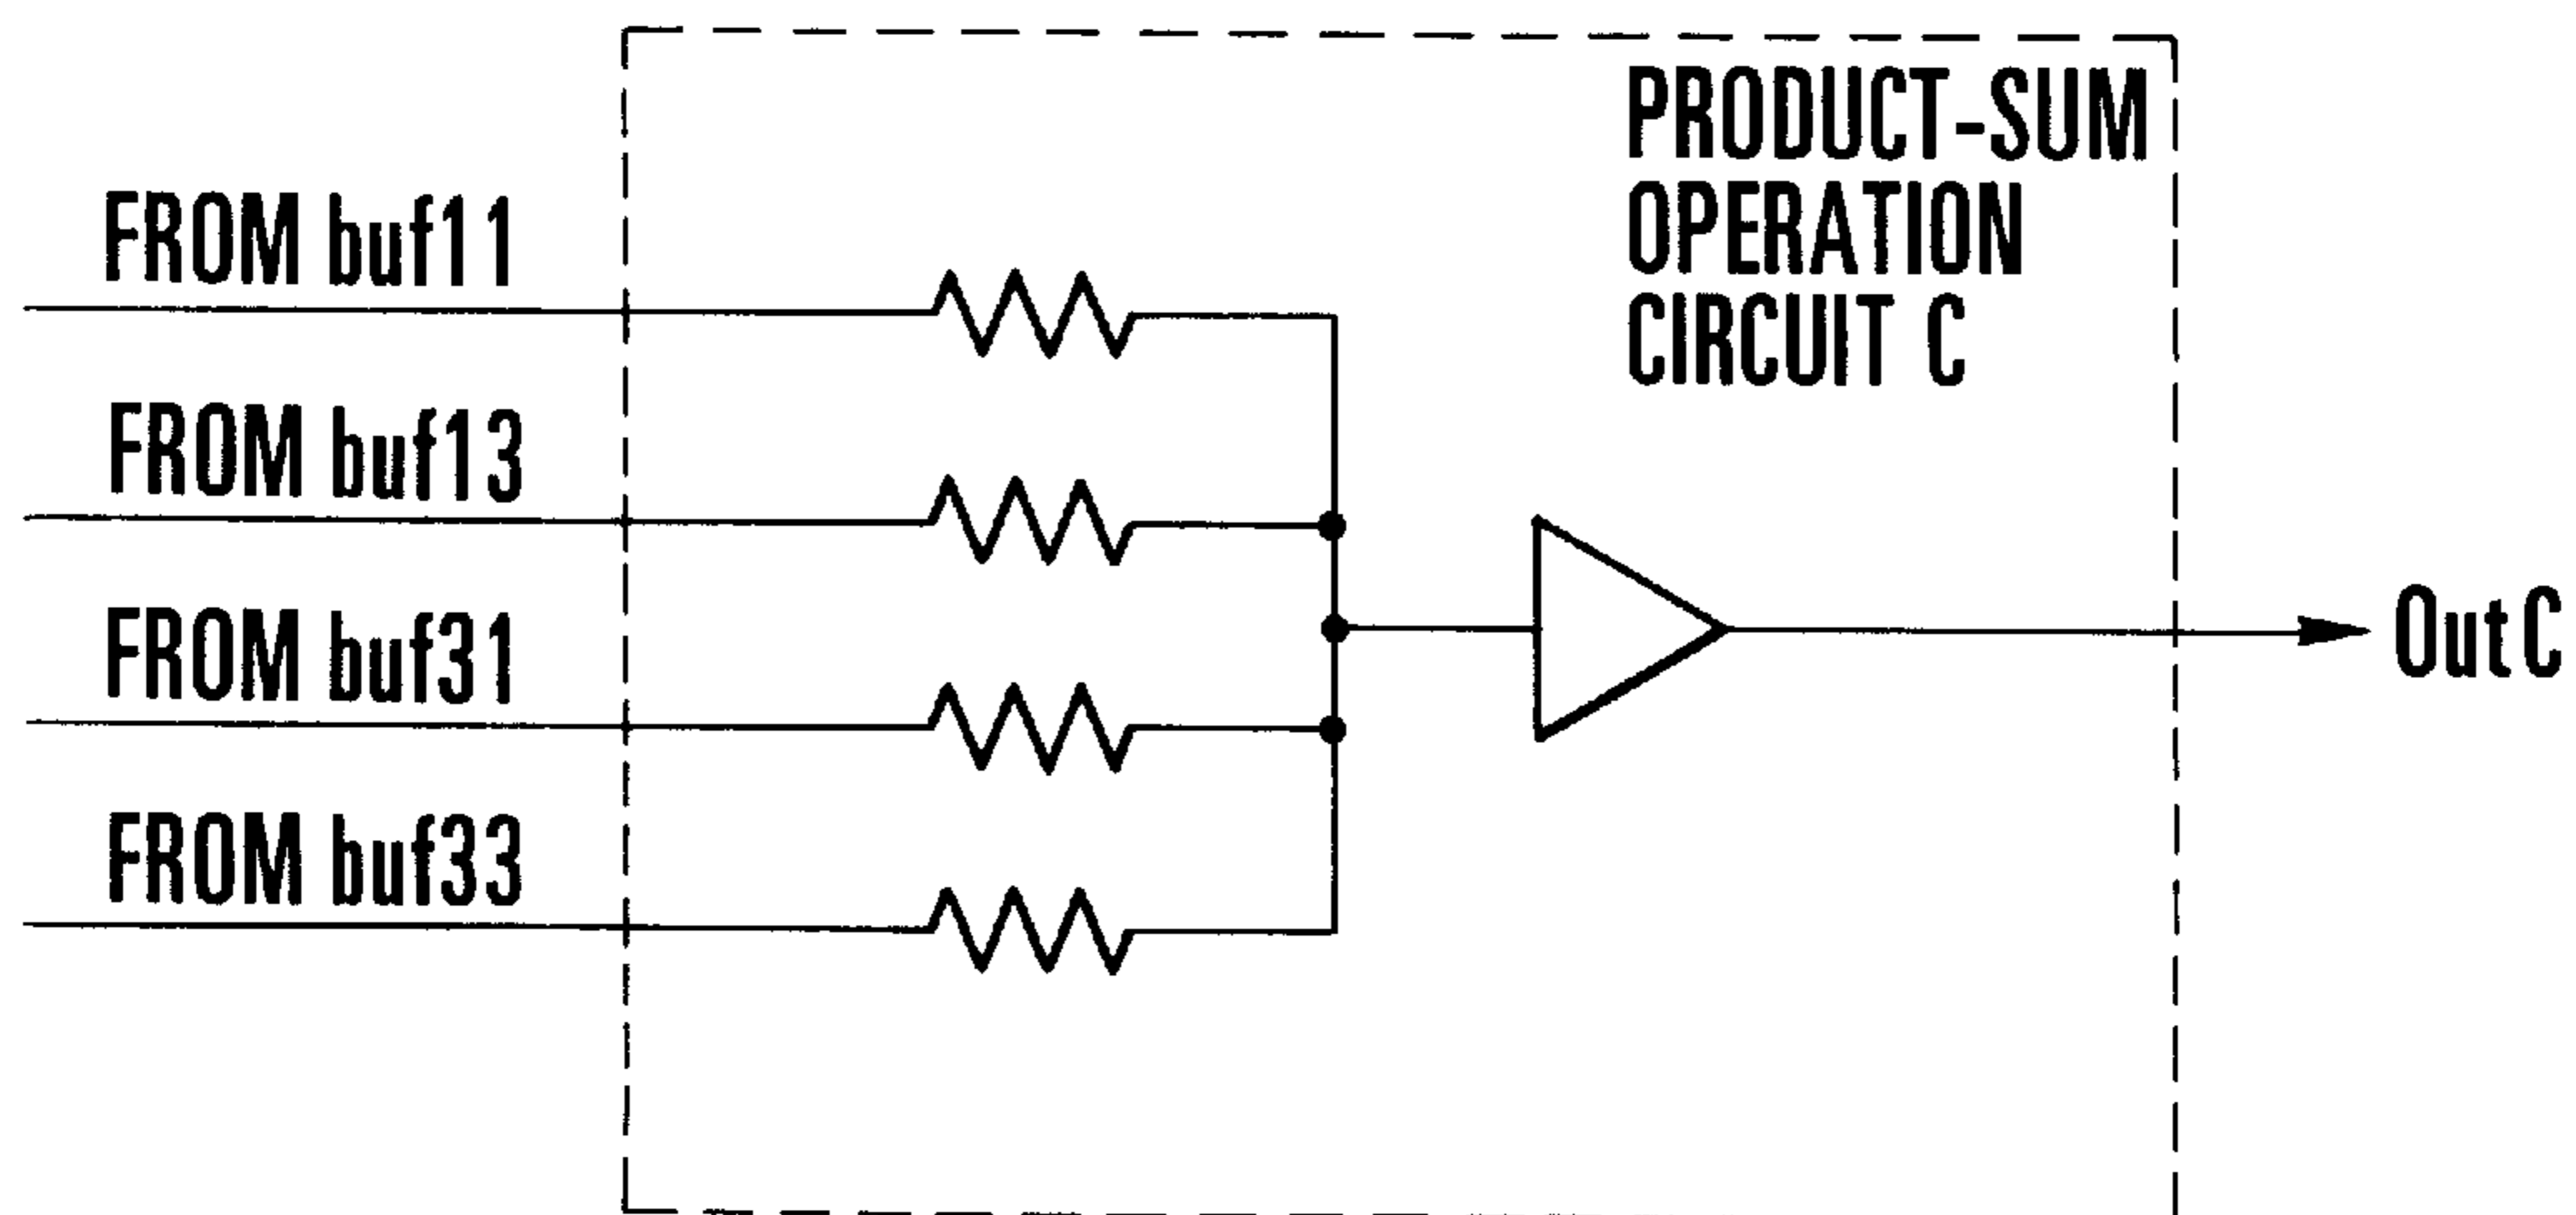 PRODUCT-SUM
OPERATION
CIRCUIT C
FROM buf11
FROM buf13
FROM buf31
FROM buf33
OutC